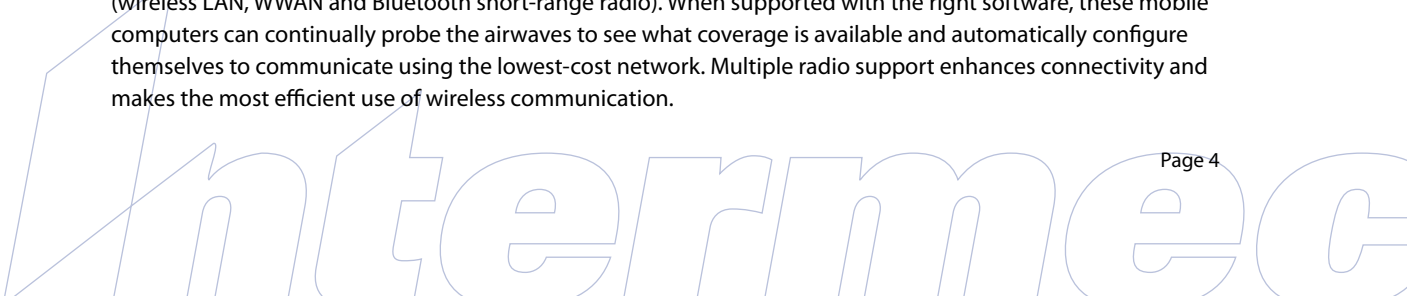 (wireless LAN, WWAN and Bluetooth short-range radio). When supported with the right software, these mobile
computers can continually probe the airwaves to see what coverage is available and automatically configure
themselves to communicate using the lowest-cost network. Multiple radio support enhances connectivity and
makes the most efficient use of wireless communication.
Page 4
Intermec